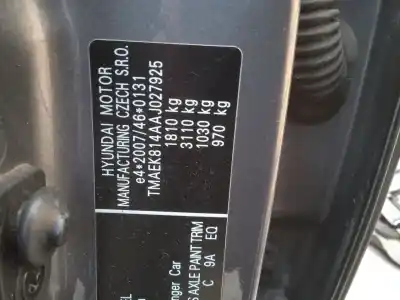 HYUNDAI MOTOR
MANUFACTURING CZECH S.R.O.
e4*2007/46*0131
TMAEK814AAJ027925
1810 kg
3110 kg
1030 kg
970 kg
nger Car
S AXLE PAINT TRIM
C 9A EQ